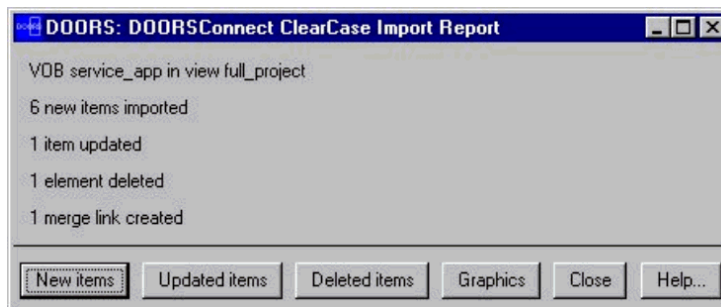 DOORS: DOORSConnect ClearCase Import Report
VOB service_app in view full_project
6 new items imported
1 item updated
1 element deleted
1 merge link created
New items Updated items Deleted items Graphics Close Help...